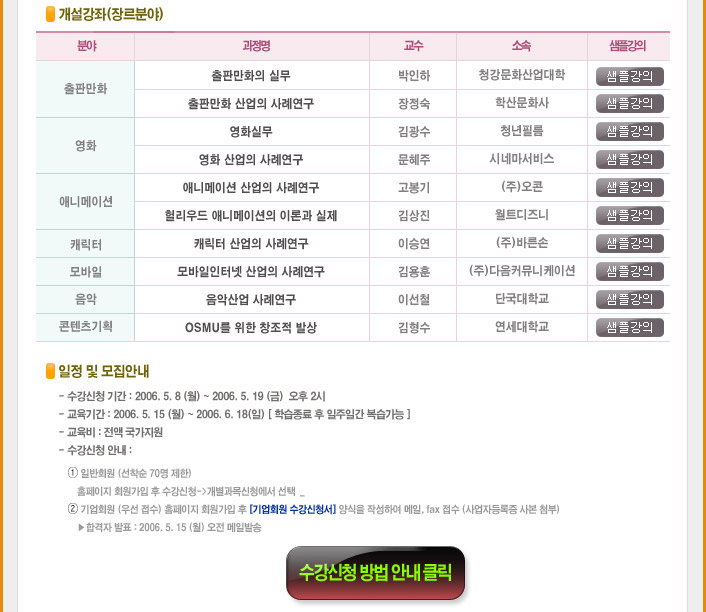 개설강좌(장르분야)
분야 과정명 교수 소속 샘플강의
출판만화 출판만화의 실무 박인하 청강문화산업대학 샘플강의
출판만화 산업의 사례연구 장정숙 학산문화사 샘플강의
영화 영화실무 김광수 청년필름 샘플강의
영화 산업의 사례연구 문혜주 시네마서비스 샘플강의
애니메이션 애니메이션 산업의 사례연구 고봉기 (주)오콘 샘플강의
헐리우드 애니메이션의 이론과 실제 김상진 월트디즈니 샘플강의
캐릭터 캐릭터 산업의 사례연구 이승연 (주)바른손 샘플강의
모바일 모바일인터넷 산업의 사례연구 김용훈 (주)다음커뮤니케이션 샘플강의
음악 음악산업 사례연구 이선철 단국대학교 샘플강의
콘텐츠기획 OSMU를 위한 창조적 발상 김형수 연세대학교 샘플강의
일정 및 모집안내
- 수강신청 기간 : 2006. 5. 8 (월) ~ 2006. 5. 19 (금) 오후 2시
- 교육기간 : 2006. 5. 15 (월) ~ 2006. 6. 18(일) [ 학습종료 후 일주일간 복습가능 ]
- 교육비 : 전액 국가지원
- 수강신청 안내 :
① 일반회원 (선착순 70명 제한)
홈페이지 회원가입 후 수강신청->개별과목신청에서 선택 _
② 기업회원 (우선 접수) 홈페이지 회원가입 후 [기업회원 수강신청서] 양식을 작성하여 메일, fax 접수 (사업자등록증 사본 첨부)
▶합격자 발표 : 2006. 5. 15 (월) 오전 메일발송
수강신청 방법 안내 클릭